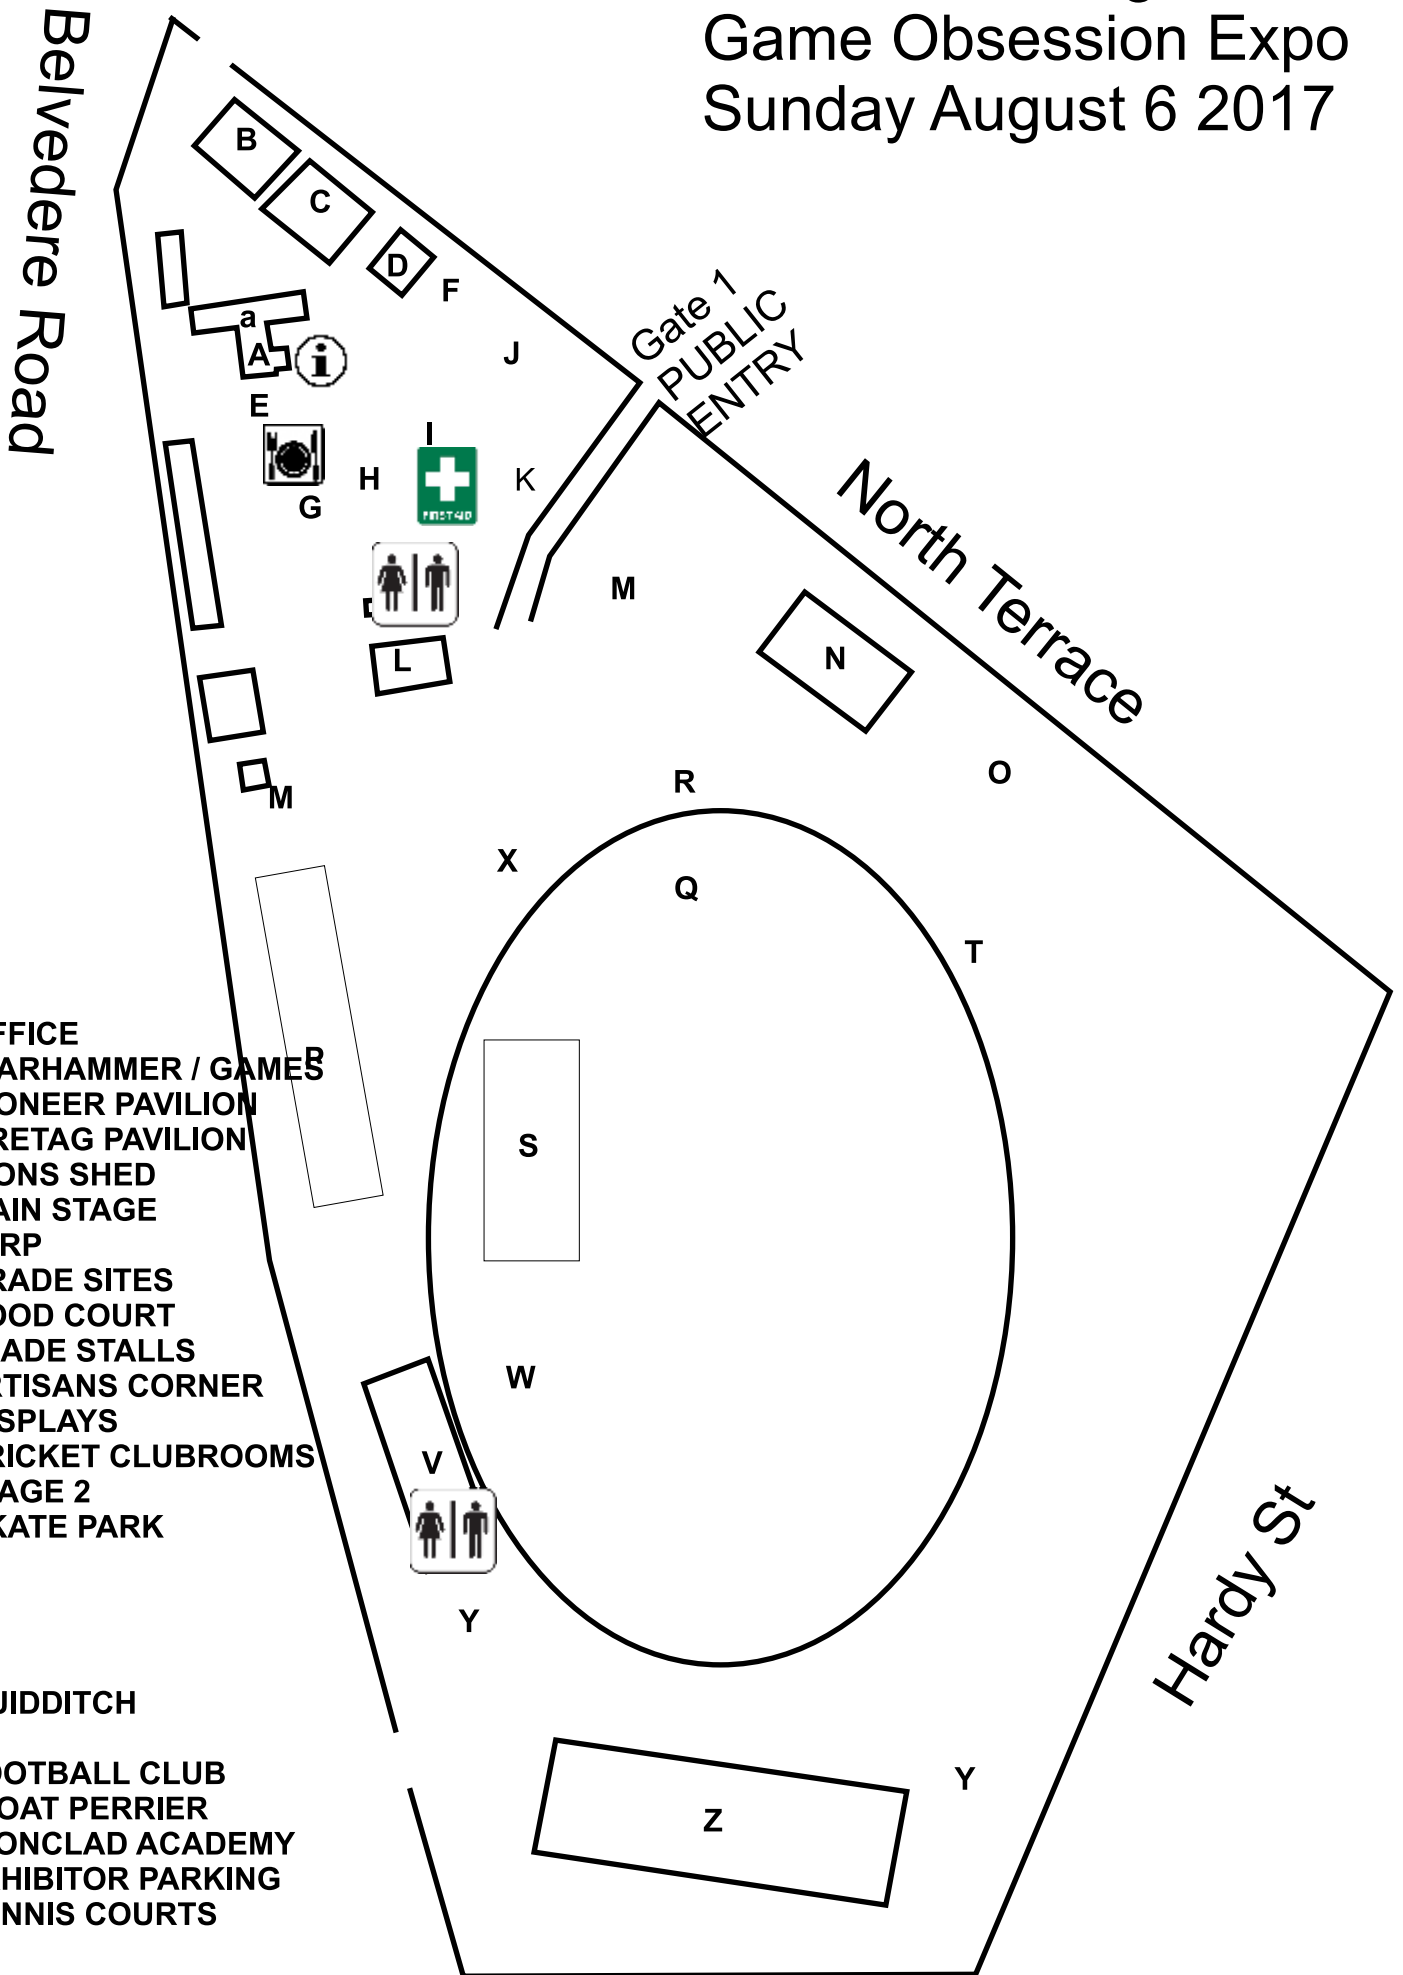 Game Obsession Expo
Sunday August 6 2017
Belvedere Road
B
C
D
F
a
A
J
Gate 1
PUBLIC
ENTRY
E
I
H
K
G
FIRST AID
North Terrace
M
L
N
M
R
O
X
Q
T
FFICE
ARHAMMER / GAMES
P
ONEER PAVILION
RETAG PAVILION
S
ONS SHED
AIN STAGE
RP
RADE SITES
OOD COURT
ADE STALLS
W
RTISANS CORNER
SPLAYS
RICKET CLUBROOMS
V
AGE 2
KATE PARK
Hardy St
Y
UIDDITCH
OOTBALL CLUB
Y
OAT PERRIER
Z
ONCLAD ACADEMY
HIBITOR PARKING
NNIS COURTS